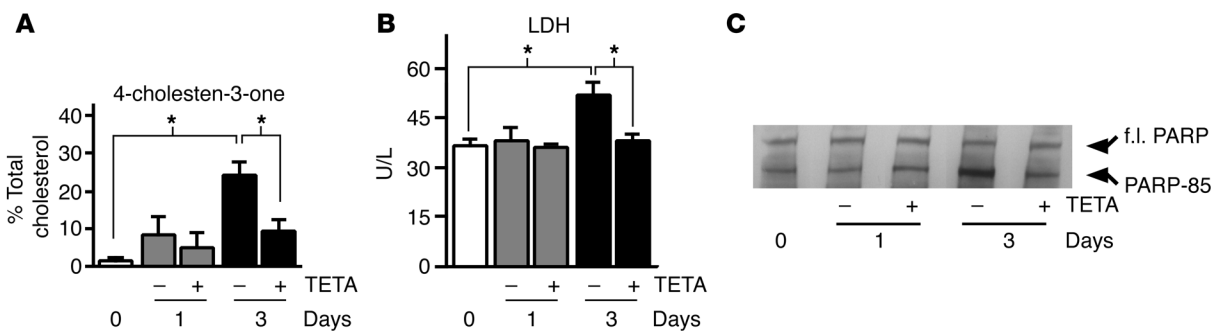 A
4-cholesten-3-one
% Total
cholesterol
40
30
20
10
0
*
*
– + – + TETA
0 1 3 Days
B
LDH
U/L
60
45
30
15
0
*
*
– + – + TETA
0 1 3 Days
C
f.l. PARP
PARP-85
– + – + TETA
0 1 3 Days